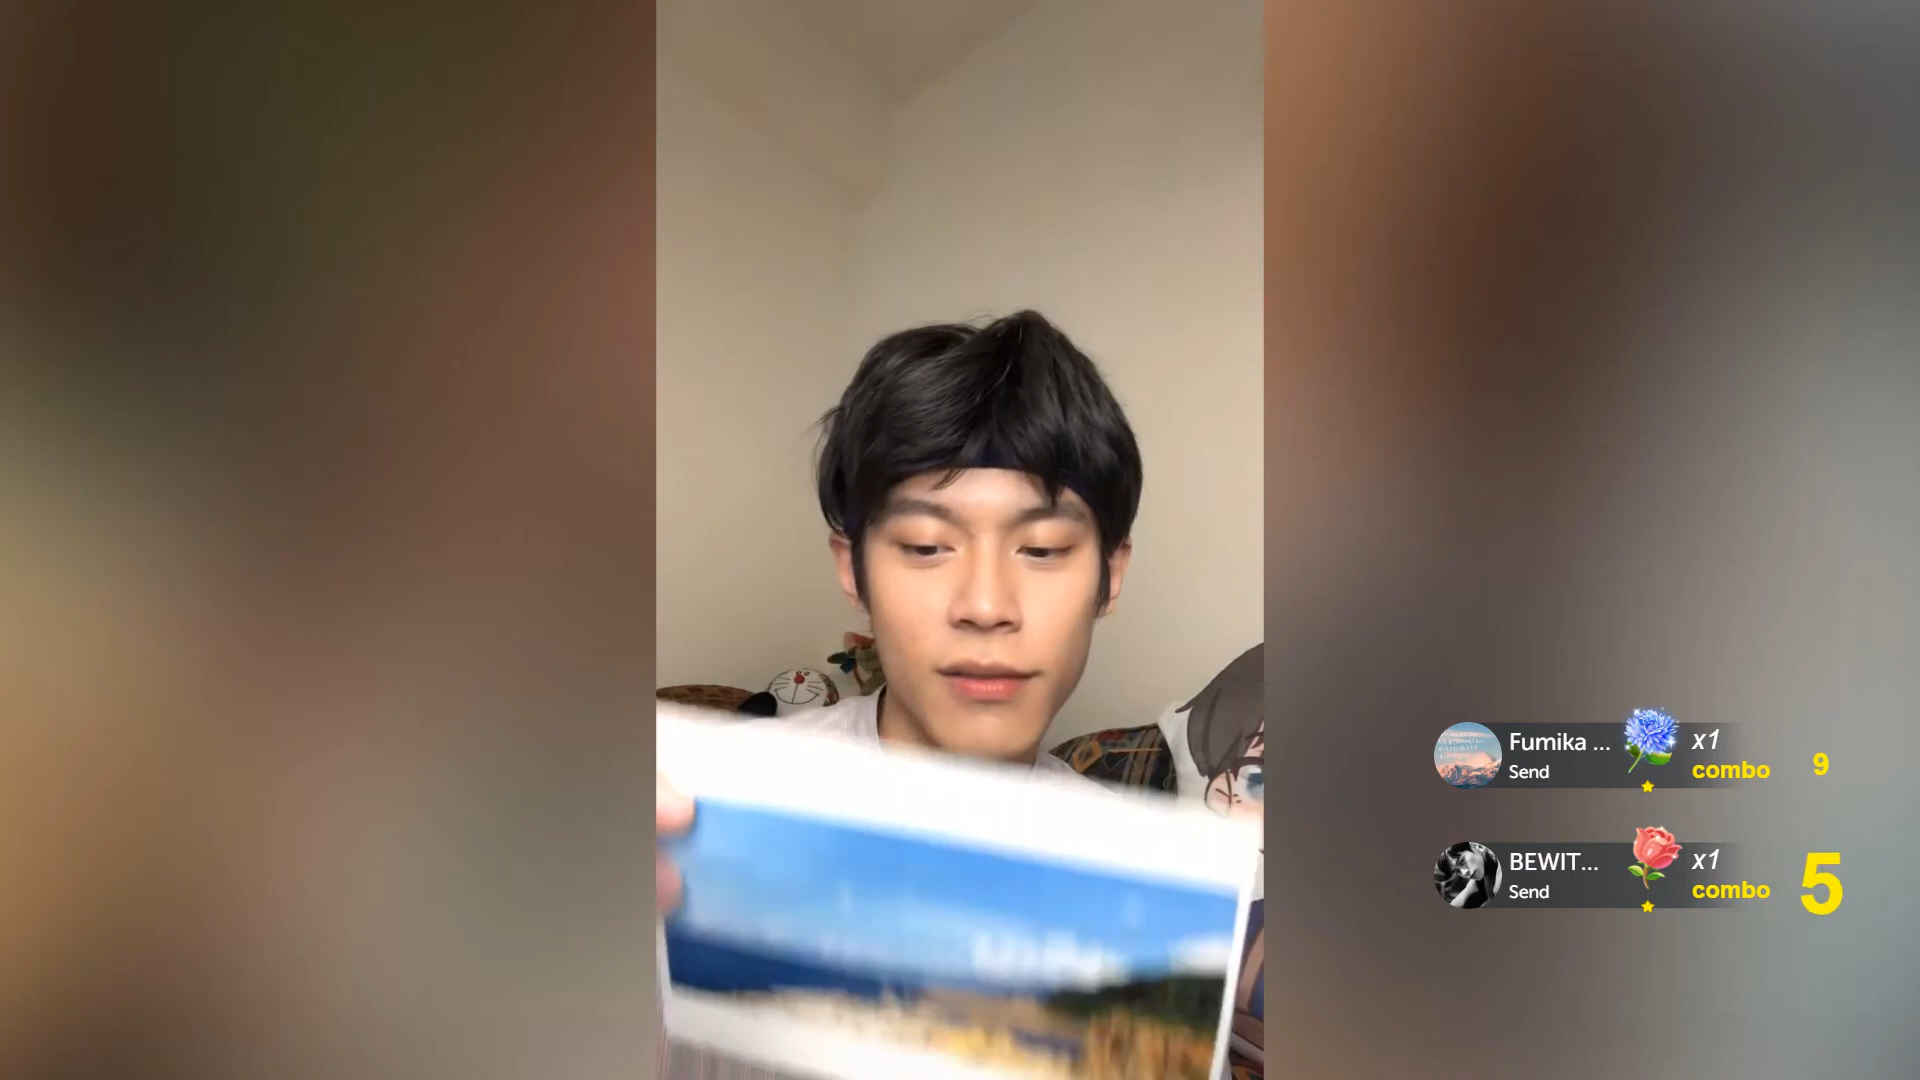 Fumika ...
x1
Send
combo
9
BEWIT...
x1
Send
combo
5